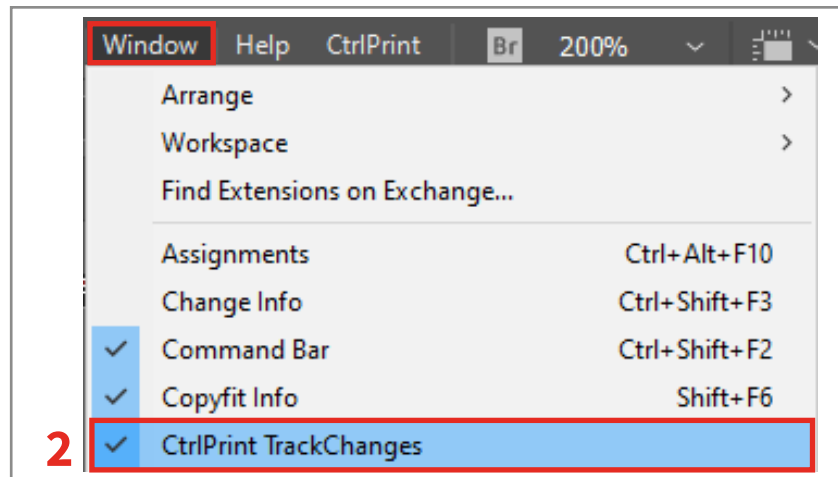 Window Help CtrlPrint Br 200%
Arrange
Workspace
Find Extensions on Exchange...
Assignments Ctrl+Alt+F10
Change Info Ctrl+Shift+F3
Command Bar Ctrl+Shift+F2
Copyfit Info Shift+F6
2 CtrlPrint TrackChanges